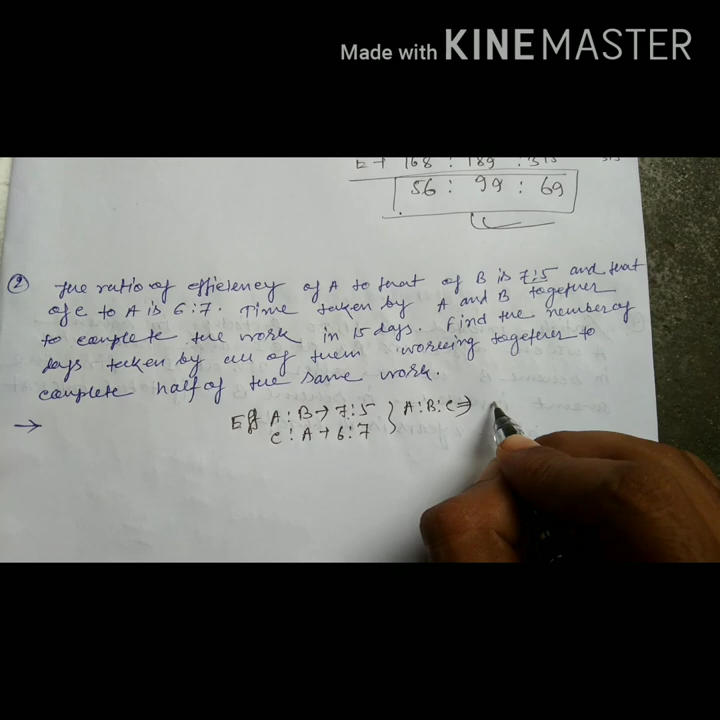 Made with KINEMASTER
E → 168 : 189 : 315
56 : 99 : 69
② The ratio of efficiency of A to that of B is 7:5 and that
of c to A is 6:7. Time taken by A and B together
to complete the work in 15 days. Find the number of
days taken by all of them working together to
complete half of the same work.
→ Eff A : B → 7:5 } A:B:C ⇒
C : A → 6:7